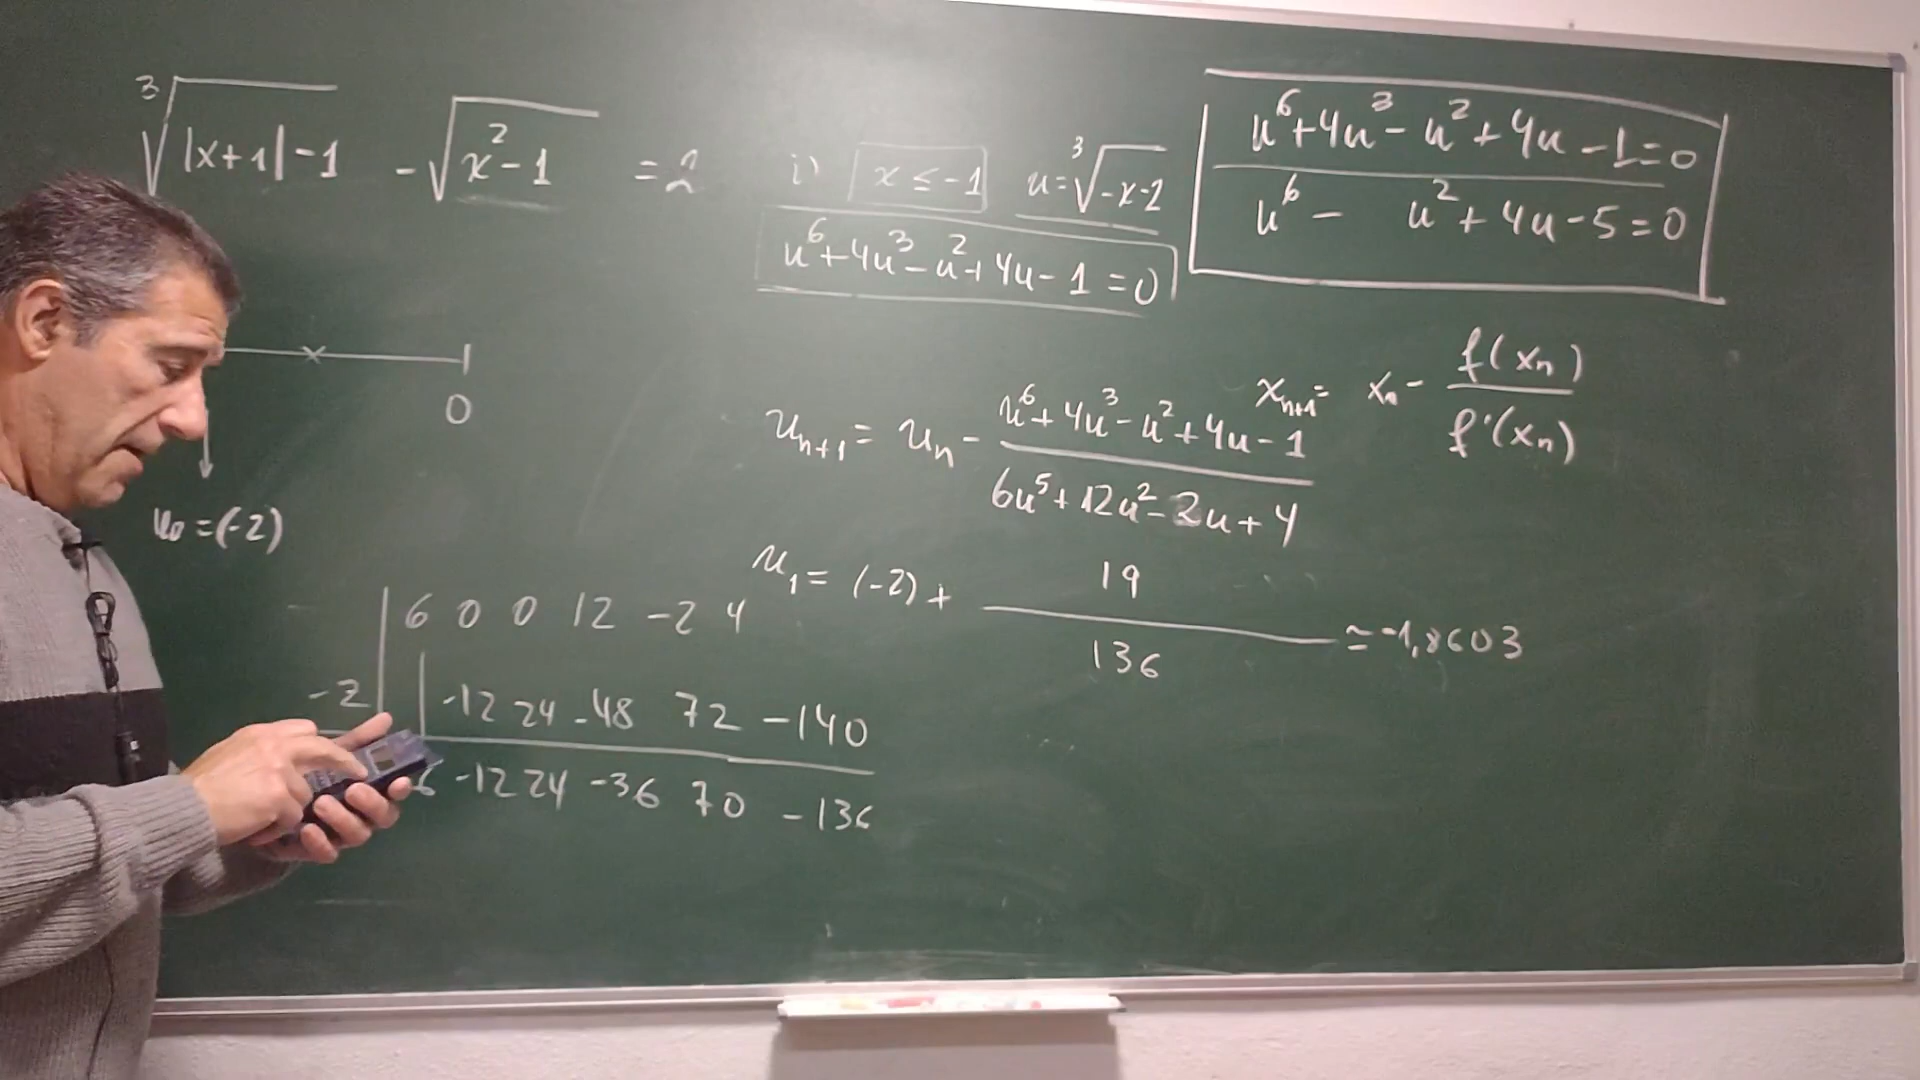 ∛(|x+1|-1) - √(x²-1) = 2
i) x ≤ -1 u = ∛(-x-2)
u⁶+4u³-u²+4u-1=0
u⁶+4u³-u²+4u-1=0
u⁶- u²+4u-5=0
0
u₀=(-2)
xₙ₊₁= xₙ - f(xₙ)/f'(xₙ)
uₙ₊₁= uₙ - (u⁶+4u³-u²+4u-1)/(6u⁵+12u²-2u+4)
u₁= (-2)+ 19/136 ≃ -1,8603
6 0 0 12 -2 4
-2 -12 24 -48 72 -140
6 -12 24 -36 70 -136